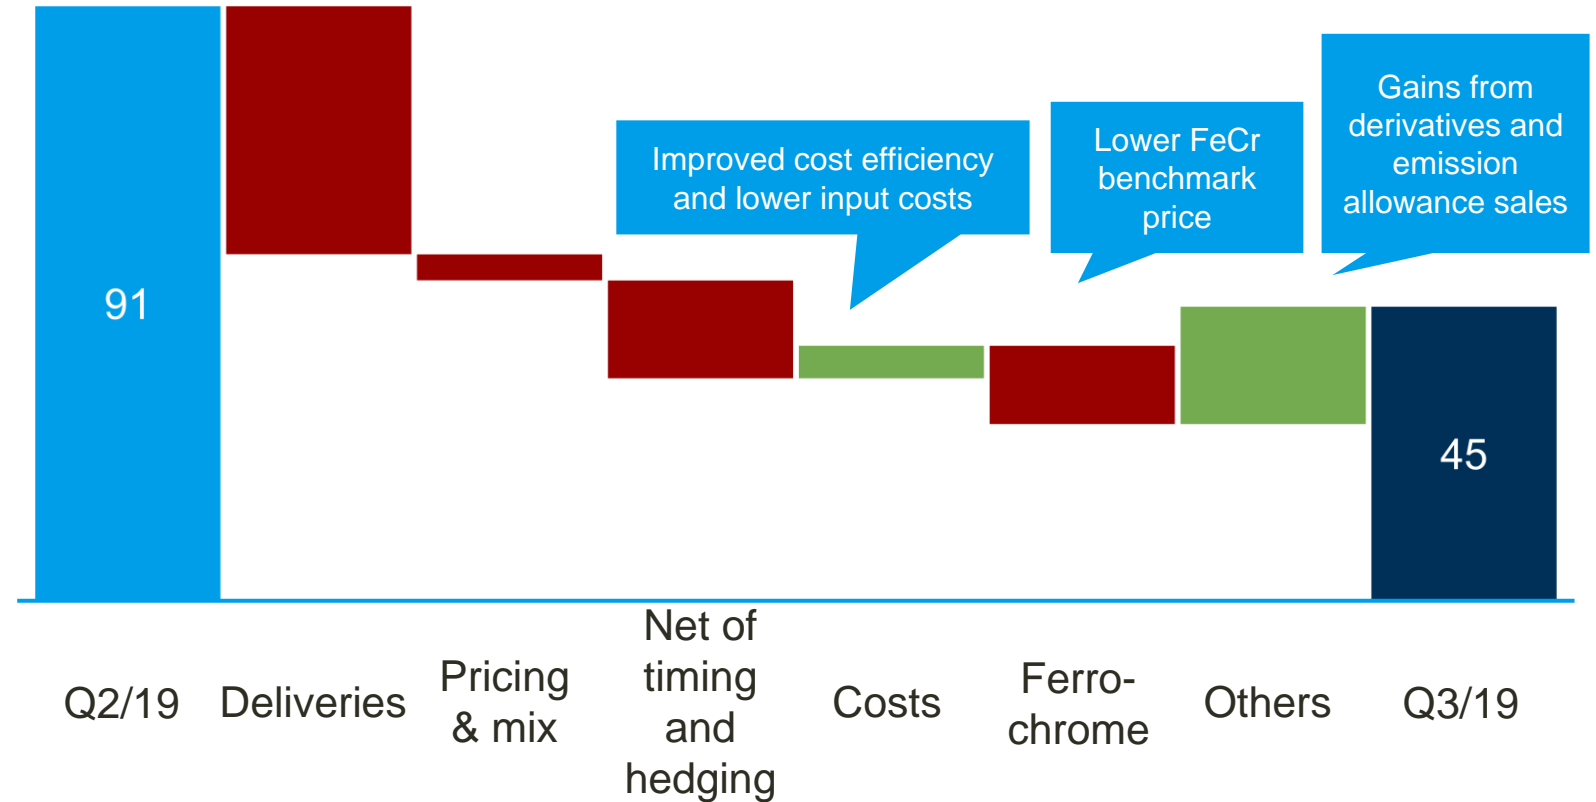 91
Improved cost efficiency
and lower input costs
Lower FeCr
benchmark
price
Gains from
derivatives and
emission
allowance sales
45
Q2/19
Deliveries
Pricing
& mix
Net of
timing
and
hedging
Costs
Ferro-
chrome
Others
Q3/19